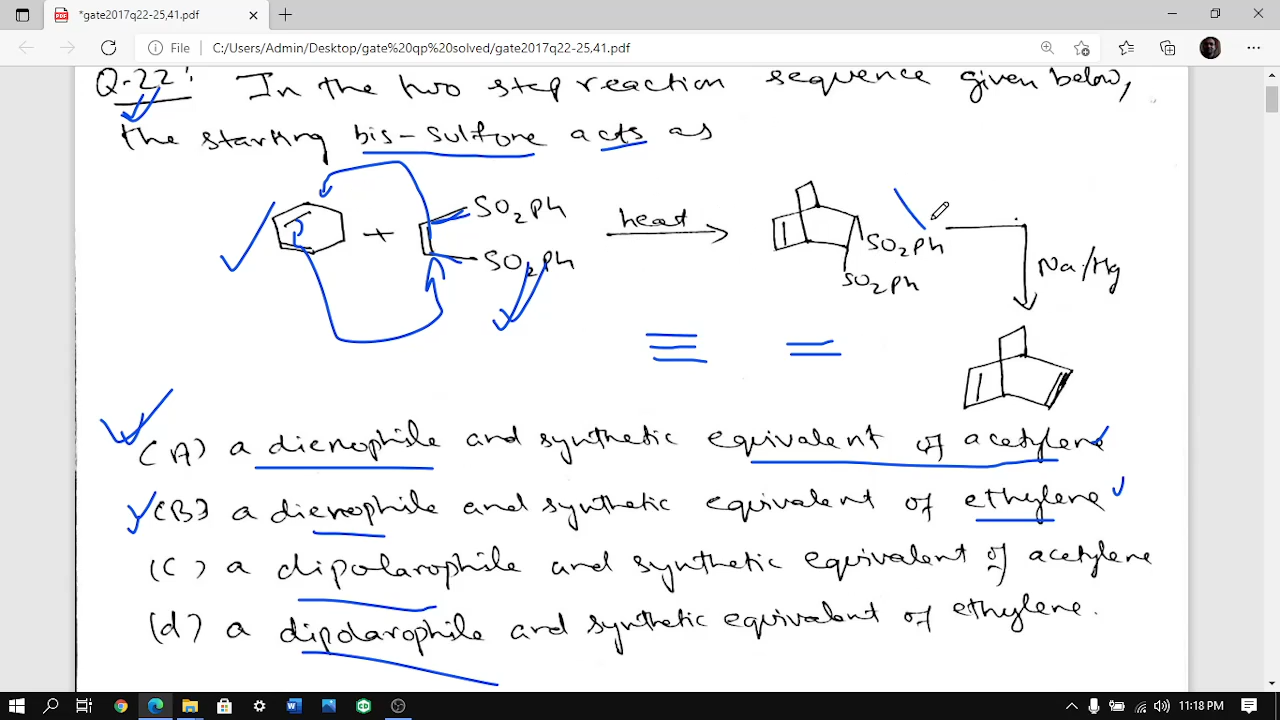 *gate2017q22-25,41.pdf
File C:/Users/Admin/Desktop/gate%20qp%20solved/gate2017q22-25,41.pdf
Q-22: In the two step reaction sequence given below,
the starting bis-sulfone acts as
+ SO2Ph
SO2Ph
heat
SO2Ph
SO2Ph
Na/Hg
(A) a dienophile and synthetic equivalent of acetylene
(B) a dienophile and synthetic equivalent of ethylene
(C) a dipolarophile and synthetic equivalent of acetylene
(d) a dipolarophile and synthetic equivalent of ethylene.
11:18 PM